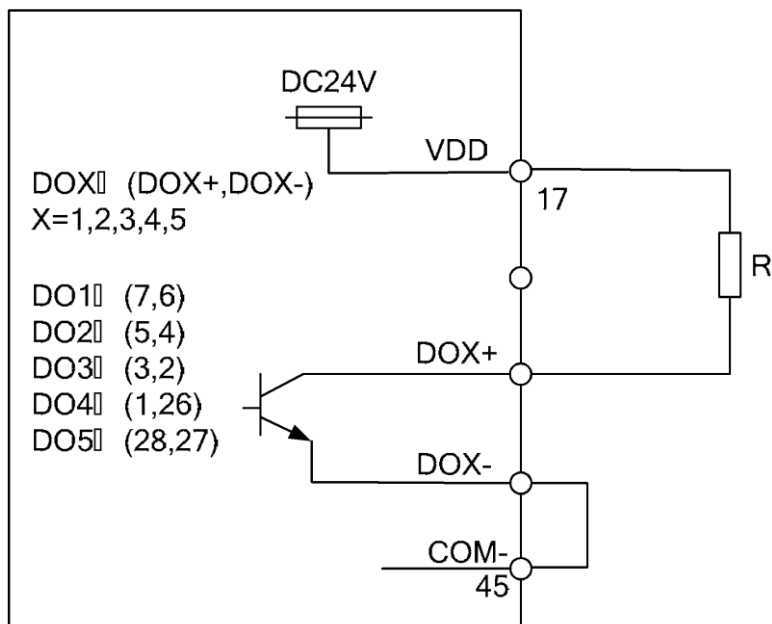 DC24V
VDD
17
DOX▯ (DOX+,DOX-)
X=1,2,3,4,5
R
DO1▯ (7,6)
DO2▯ (5,4)
DO3▯ (3,2)
DO4▯ (1,26)
DO5▯ (28,27)
DOX+
DOX-
COM-
45